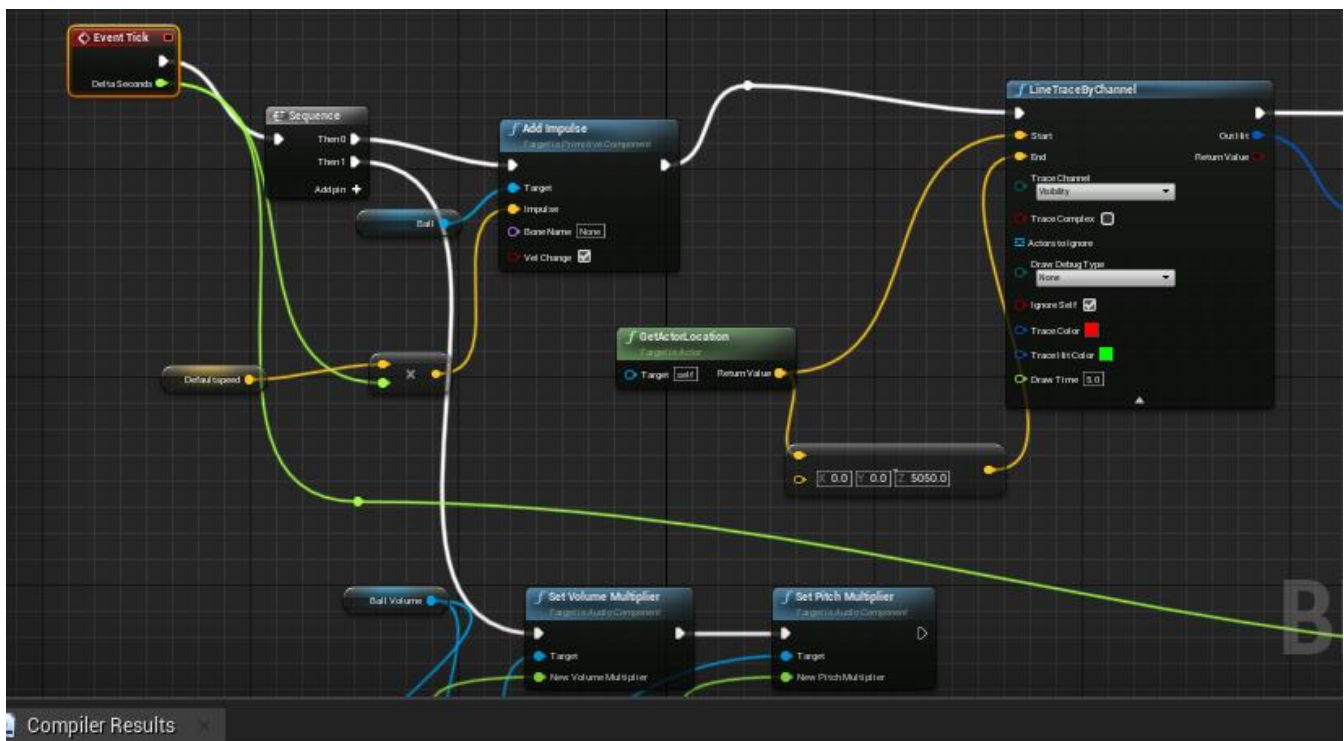 Event Tick
Delta Seconds
Sequence
Then 0
Then 1
Add pin +
Add Impulse
Target is Primitive Component
Target
Impulse
Bone Name None
Vel Change
Ball
Defaultspeed
×
GetActorLocation
Target is Actor
Target self Return Value
X 0.0 Y 0.0 Z 5050.0
LineTraceByChannel
Start Out Hit
End Return Value
Trace Channel
Visibility
Trace Complex
Actors to Ignore
Draw Debug Type
None
Ignore Self
Trace Color
Trace Hit Color
Draw Time 5.0
Ball Volume
Set Volume Multiplier
Target is Audio Component
Target
New Volume Multiplier
Set Pitch Multiplier
Target is Audio Component
Target
New Pitch Multiplier
B
Compiler Results